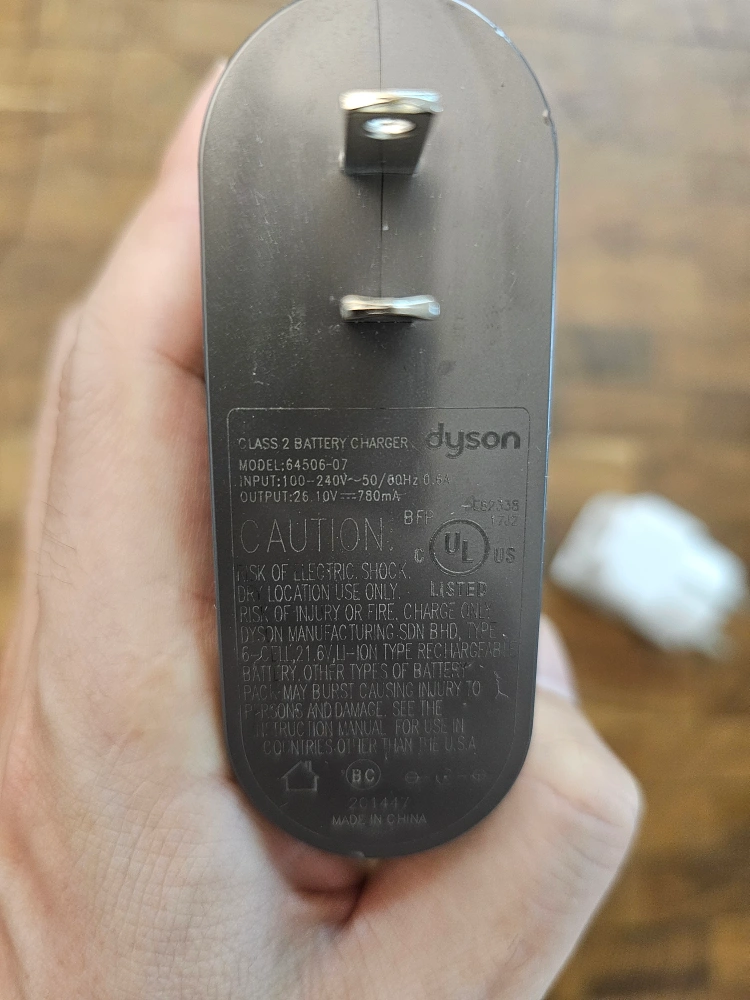 CLASS 2 BATTERY CHARGER
dyson
MODEL:64506-07
INPUT:100-240V~50/60Hz
OUTPUT:26.10V⎓780mA
BFP
17J2
CAUTION:
C UL US
LISTED
RISK OF ELECTRIC SHOCK.
DRY LOCATION USE ONLY.
RISK OF INJURY OR FIRE. CHARGE ONLY
DYSON MANUFACTURING SDN BHD, TYPE
6-CELL,21.6V,LI-ION TYPE RECHARGEABLE
BATTERY. OTHER TYPES OF BATTERY
PACK MAY BURST CAUSING INJURY TO
PERSONS AND DAMAGE. SEE THE
INSTRUCTION MANUAL. FOR USE IN
COUNTRIES OTHER THAN THE U.S.A
BC
201447
MADE IN CHINA